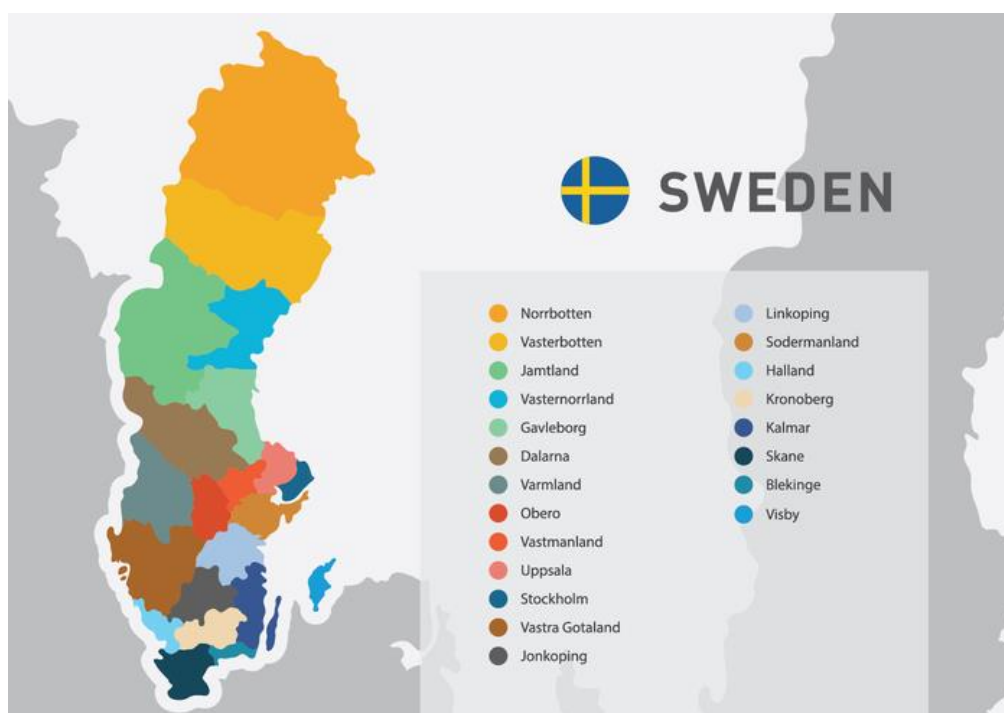 SWEDEN
Norrbotten
Vasterbotten
Jamtland
Vasternorrland
Gavleborg
Dalarna
Varmland
Obero
Vastmanland
Uppsala
Stockholm
Vastra Gotaland
Jonkoping
Linkoping
Sodermanland
Halland
Kronoberg
Kalmar
Skane
Blekinge
Visby